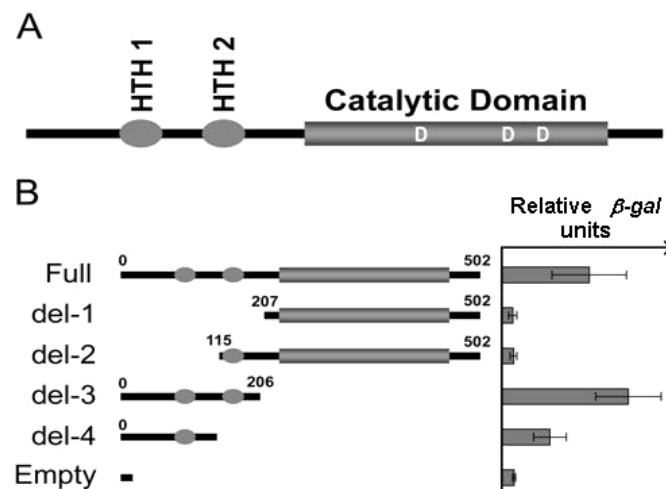 A
HTH 1
HTH 2
Catalytic Domain
D D D
B
Relative β-gal
units
0 502
Full
207 502
del-1
115 502
del-2
0 206
del-3
0
del-4
Empty